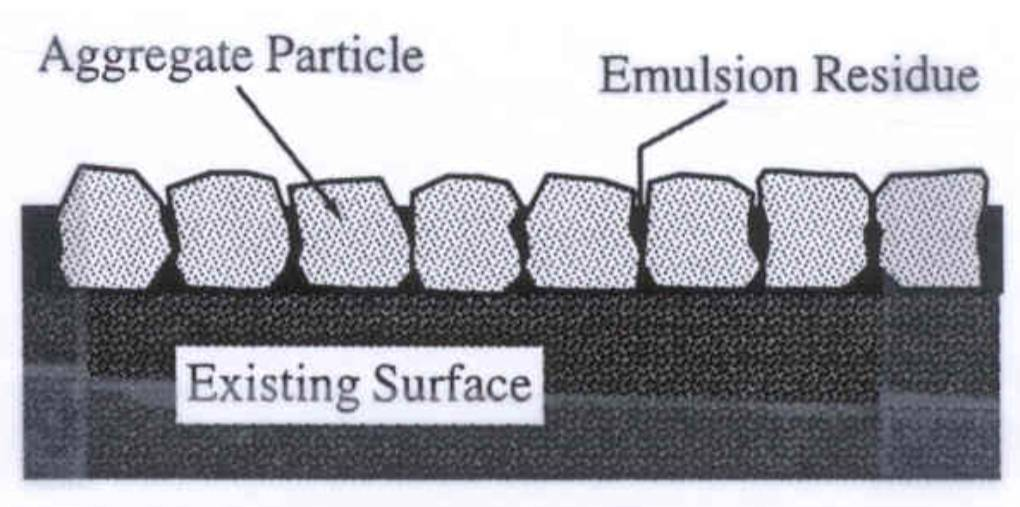 Aggregate Particle
Emulsion Residue
Existing Surface